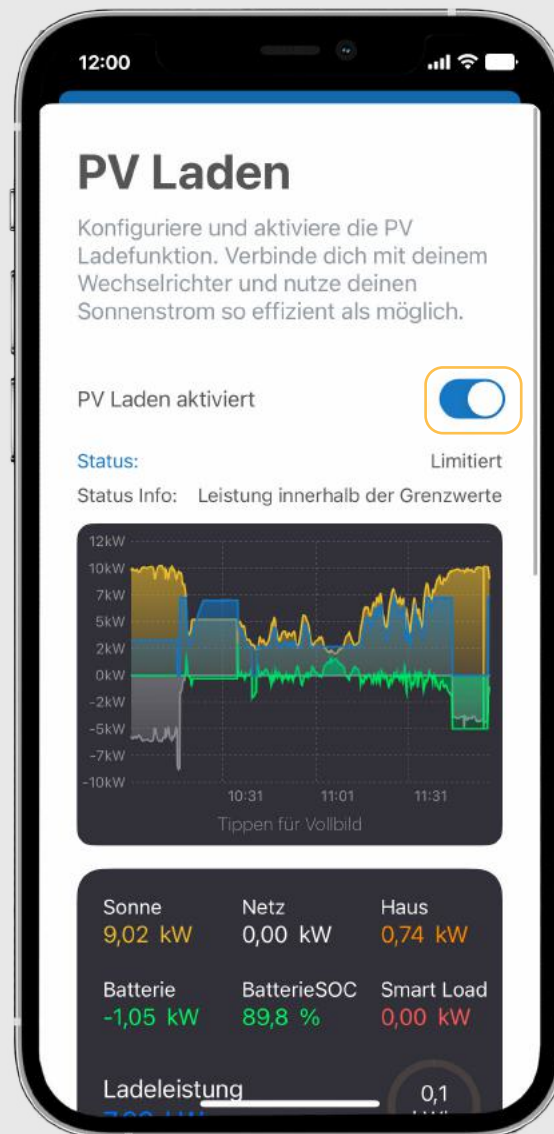 12:00
PV Laden
Konfiguriere und aktiviere die PV
Ladefunktion. Verbinde dich mit deinem
Wechselrichter und nutze deinen
Sonnenstrom so effizient als möglich.
PV Laden aktiviert
Status: Limitiert
Status Info: Leistung innerhalb der Grenzwerte
12kW
10kW
7kW
5kW
2kW
0kW
-2kW
-5kW
-7kW
-10kW
10:31 11:01 11:31
Tippen für Vollbild
Sonne Netz Haus
9,02 kW 0,00 kW 0,74 kW
Batterie BatterieSOC Smart Load
-1,05 kW 89,8 % 0,00 kW
Ladeleistung 0,1